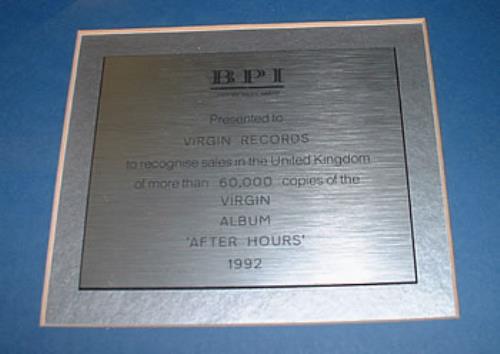 BPI
Presented to
VIRGIN RECORDS
to recognise sales in the United Kingdom
of more than 60,000 copies of the
VIRGIN
ALBUM
'AFTER HOURS'
1992